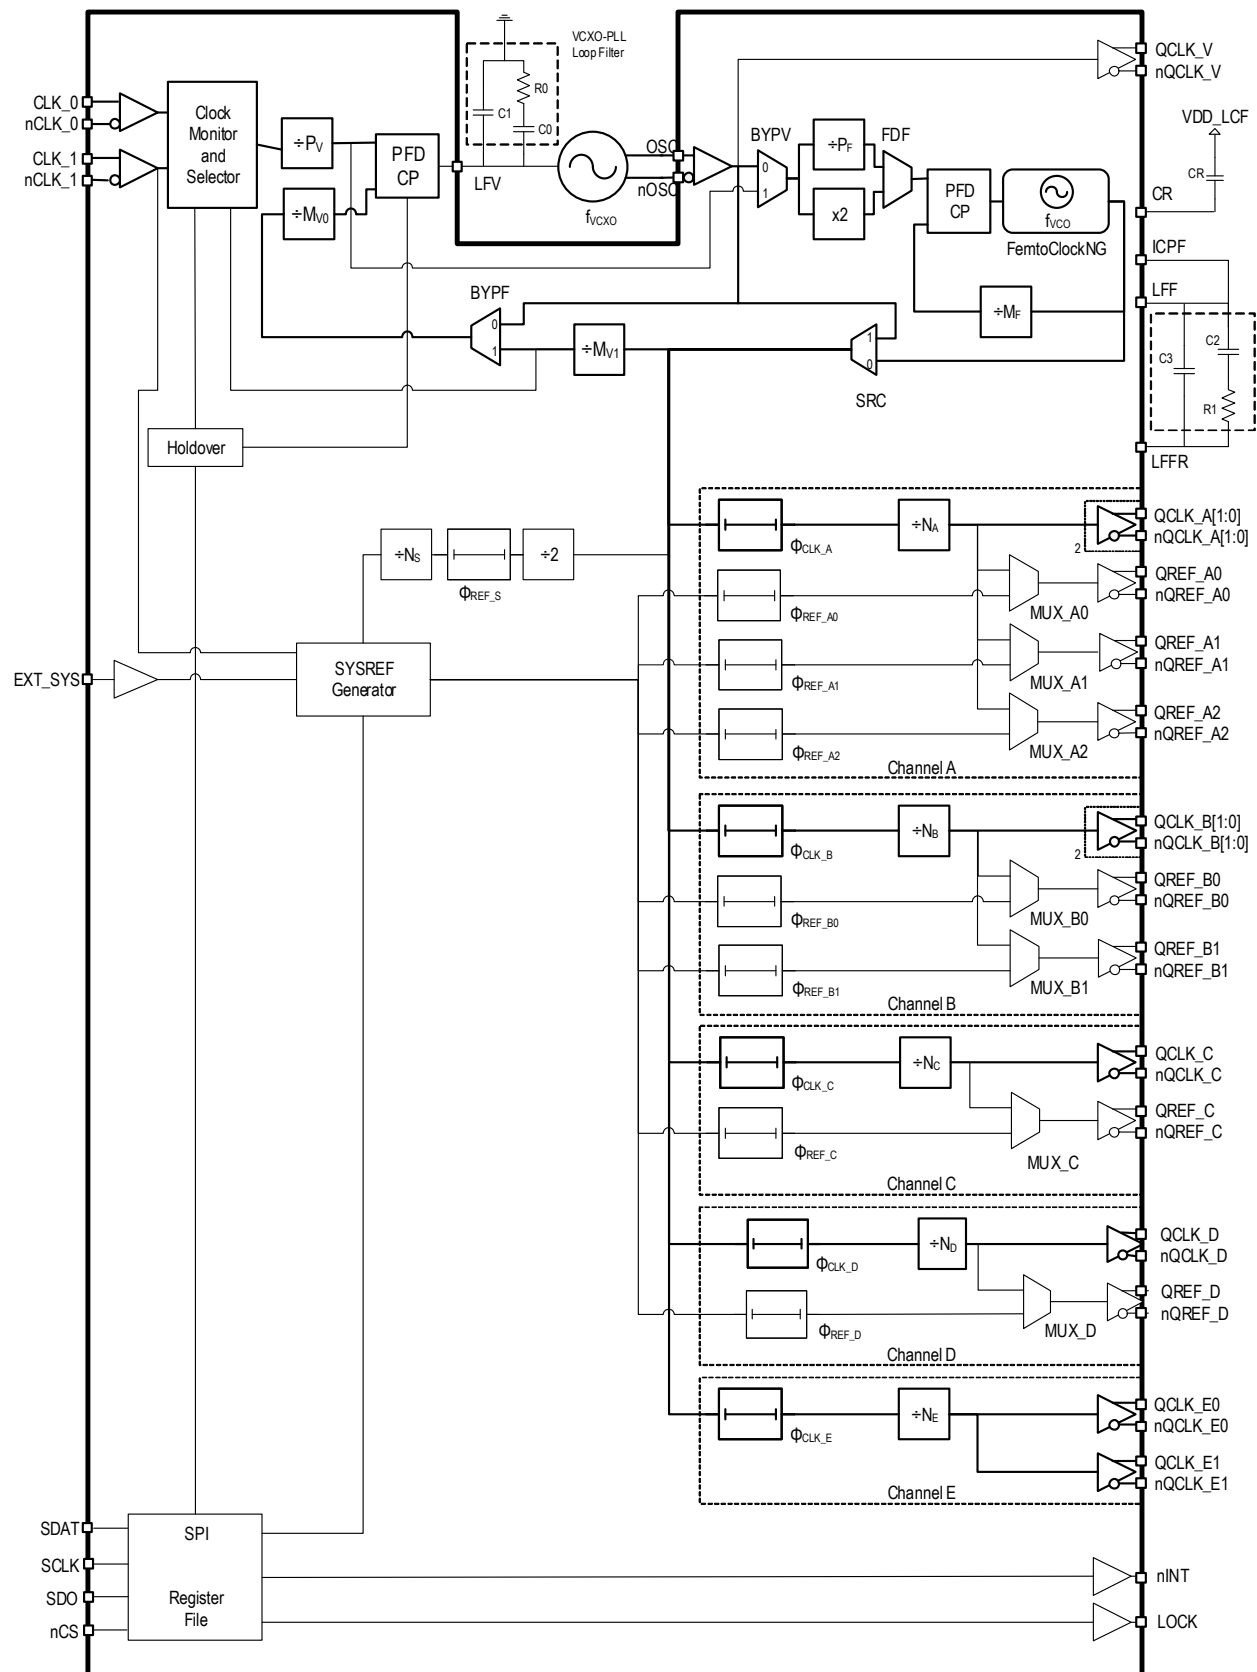 VCXO-PLL
Loop Filter
R0
C1
C0
QCLK_V
nQCLK_V
CLK_0
nCLK_0
CLK_1
nCLK_1
Clock
Monitor
and
Selector
÷PV
PFD
CP
÷MV0
LFV
fVCXO
OSC
nOSC
BYPV
0
1
÷PF
x2
FDF
PFD
CP
fVCO
FemtoClockNG
÷MF
VDD_LCF
CR
CR
ICPF
LFF
C3
C2
R1
LFFR
BYPF
0
1
÷MV1
1
0
SRC
Holdover
÷NS
ΦREF_S
÷2
EXT_SYS
SYSREF
Generator
ΦCLK_A
÷NA
2
QCLK_A[1:0]
nQCLK_A[1:0]
ΦREF_A0
MUX_A0
QREF_A0
nQREF_A0
ΦREF_A1
MUX_A1
QREF_A1
nQREF_A1
ΦREF_A2
MUX_A2
QREF_A2
nQREF_A2
Channel A
ΦCLK_B
÷NB
2
QCLK_B[1:0]
nQCLK_B[1:0]
ΦREF_B0
MUX_B0
QREF_B0
nQREF_B0
ΦREF_B1
MUX_B1
QREF_B1
nQREF_B1
Channel B
ΦCLK_C
÷NC
QCLK_C
nQCLK_C
ΦREF_C
MUX_C
QREF_C
nQREF_C
Channel C
ΦCLK_D
÷ND
QCLK_D
nQCLK_D
ΦREF_D
MUX_D
QREF_D
nQREF_D
Channel D
ΦCLK_E
÷NE
QCLK_E0
nQCLK_E0
QCLK_E1
nQCLK_E1
Channel E
SDAT
SCLK
SDO
nCS
SPI
Register
File
nINT
LOCK